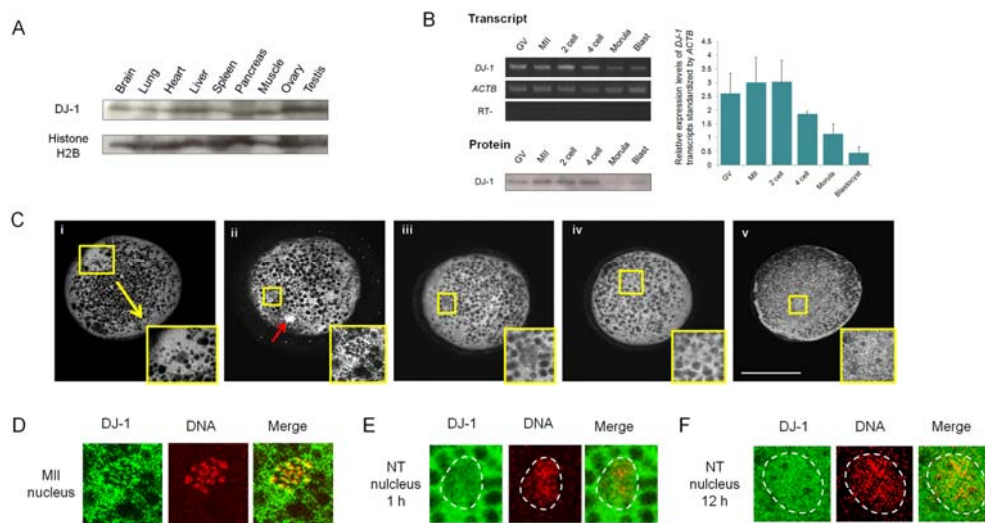 A
Brain
Lung
Heart
Liver
Spleen
Pancreas
Muscle
Ovary
Testis
DJ-1
Histone
H2B
B
Transcript
GV
MII
2 cell
4 cell
Morula
Blast
DJ-1
ACTB
RT-
Protein
GV
MII
2 cell
4 cell
Morula
Blast
DJ-1
Relative expression levels of DJ-1
transcripts standardized by ACTB
4.5
4
3.5
3
2.5
2
1.5
1
0.5
0
GV
MII
2 cell
4 cell
Morula
Blastocyst
C
i
ii
iii
iv
v
D
DJ-1
DNA
Merge
MII
nucleus
E
DJ-1
DNA
Merge
NT
nulcleus
1 h
F
DJ-1
DNA
Merge
NT
nulcleus
12 h